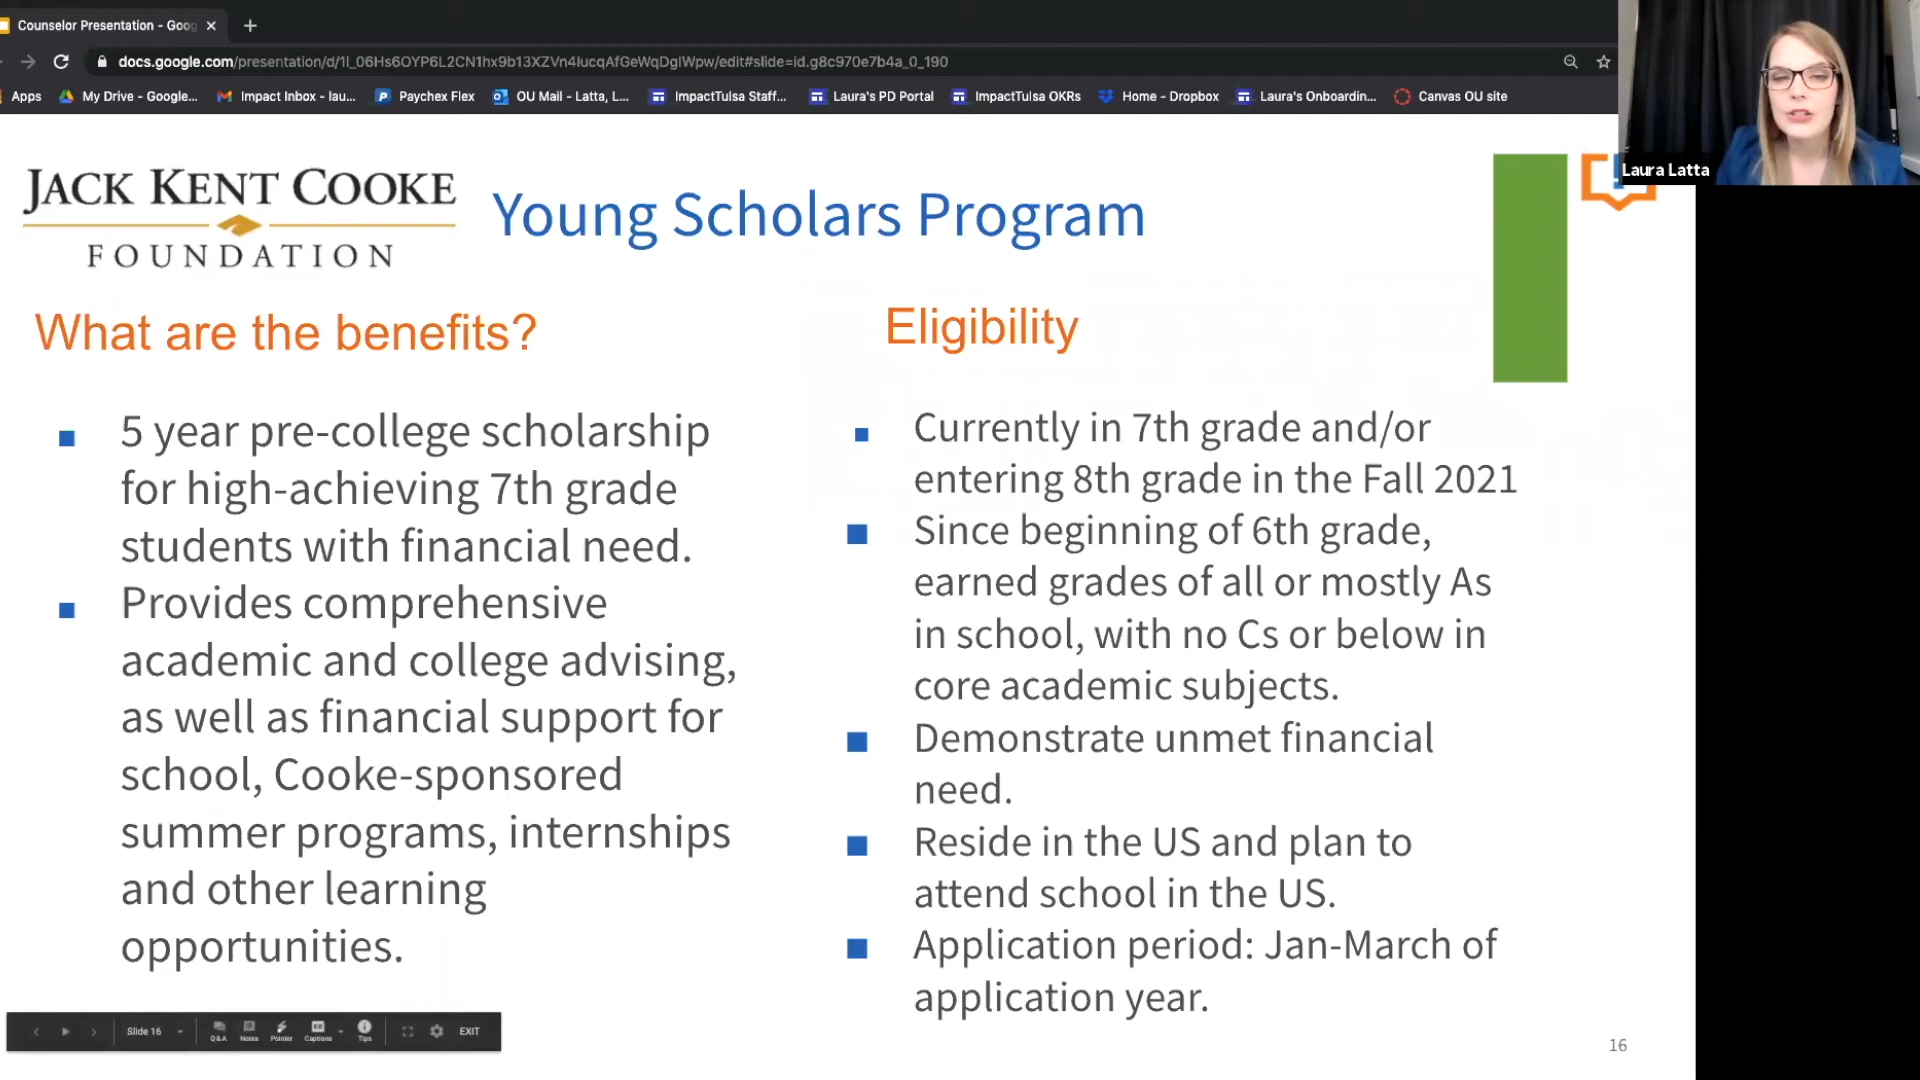 Counselor Presentation - Goog
docs.google.com/presentation/d/1l_06Hs6OYP6L2CN1hx9b13XZVn4IucqAfGeWqDglWpw/edit#slide=id.g8c970e7b4a_0_190
Apps My Drive - Google... Impact Inbox - lau... Paychex Flex OU Mail - Latta, L... ImpactTulsa Staff... Laura's PD Portal ImpactTulsa OKRs Home - Dropbox Laura's Onboardin... Canvas OU site
Laura Latta
JACK KENT COOKE
FOUNDATION
Young Scholars Program
What are the benefits?
5 year pre-college scholarship
for high-achieving 7th grade
students with financial need.
Provides comprehensive
academic and college advising,
as well as financial support for
school, Cooke-sponsored
summer programs, internships
and other learning
opportunities.
Eligibility
Currently in 7th grade and/or
entering 8th grade in the Fall 2021
Since beginning of 6th grade,
earned grades of all or mostly As
in school, with no Cs or below in
core academic subjects.
Demonstrate unmet financial
need.
Reside in the US and plan to
attend school in the US.
Application period: Jan-March of
application year.
Slide 16 Q&A Notes Pointer Captions Tips EXIT
16